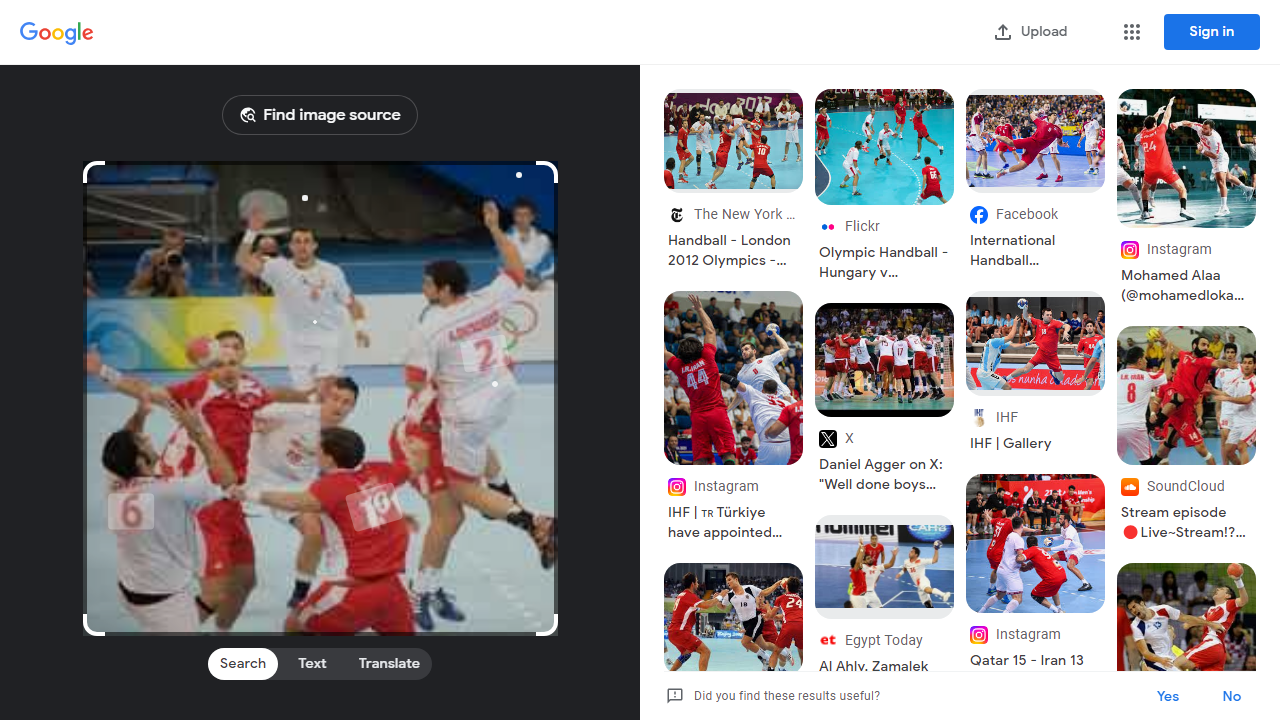 Google
Upload
Sign in
Find image source
2
6
19
Search
Text
Translate
The New York ...
Handball - London
2012 Olympics -...
Flickr
Olympic Handball -
Hungary v...
Facebook
International
Handball...
Instagram
Mohamed Alaa
(@mohamedloka...
Instagram
IHF | TR Türkiye
have appointed...
X
Daniel Agger on X:
"Well done boys...
IHF
IHF | Gallery
SoundCloud
Stream episode
🔴Live~Stream!?...
Egypt Today
Al Ahly, Zamalek
Instagram
Qatar 15 - Iran 13
Did you find these results useful?
Yes
No